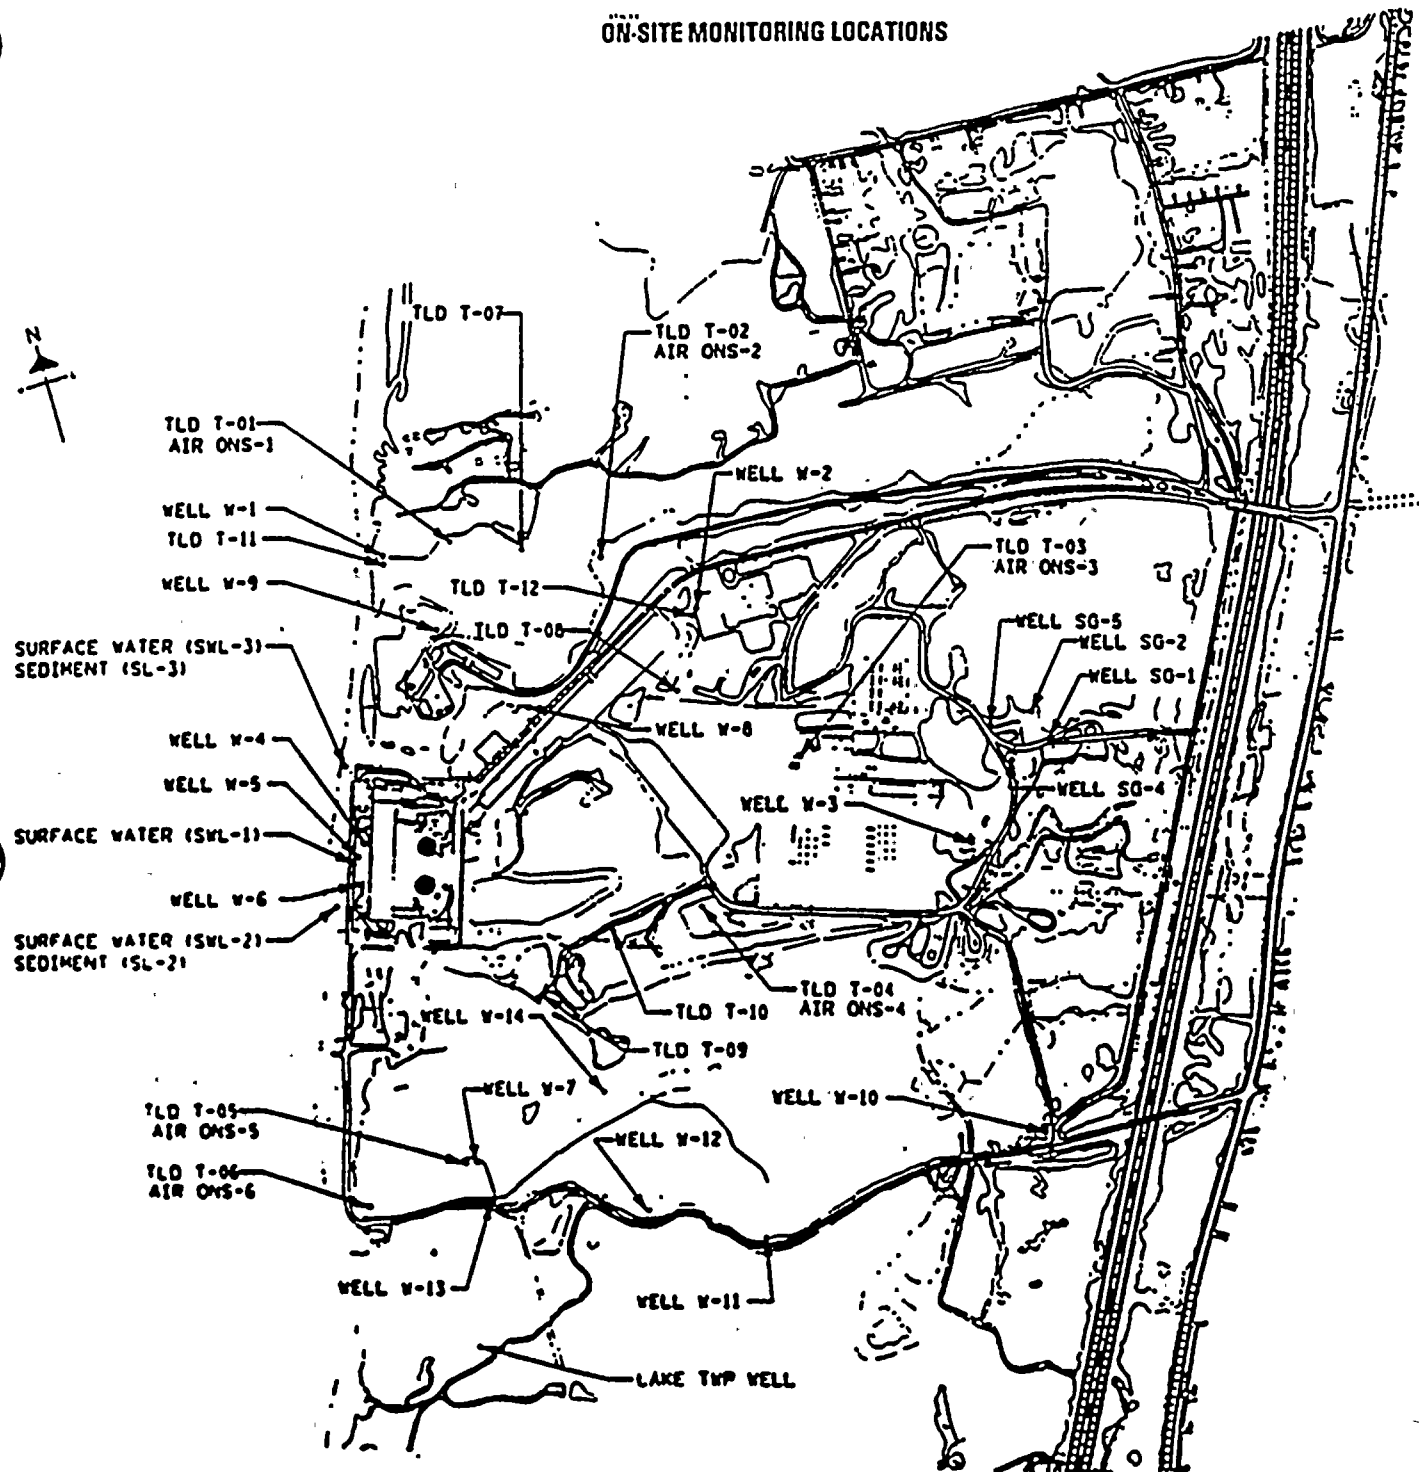 ON-SITE MONITORING LOCATIONS
N
TLD T-07
TLD T-02
AIR ONS-2
TLD T-01
AIR ONS-1
WELL W-2
WELL W-1
TLD T-11
TLD T-03
AIR ONS-3
WELL W-9
TLD T-12
TLD T-08
WELL SG-5
WELL SG-2
SURFACE WATER (SWL-3)
SEDIMENT (SL-3)
WELL SG-1
WELL W-8
WELL W-4
WELL W-5
WELL SG-4
WELL W-3
SURFACE WATER (SWL-1)
WELL W-6
SURFACE WATER (SWL-2)
SEDIMENT (SL-2)
TLD T-04
AIR ONS-4
TLD T-10
WELL W-14
TLD T-09
WELL W-7
WELL W-10
TLD T-05
AIR ONS-5
WELL W-12
TLD T-06
AIR ONS-6
WELL W-13
WELL W-11
LAKE TWP WELL